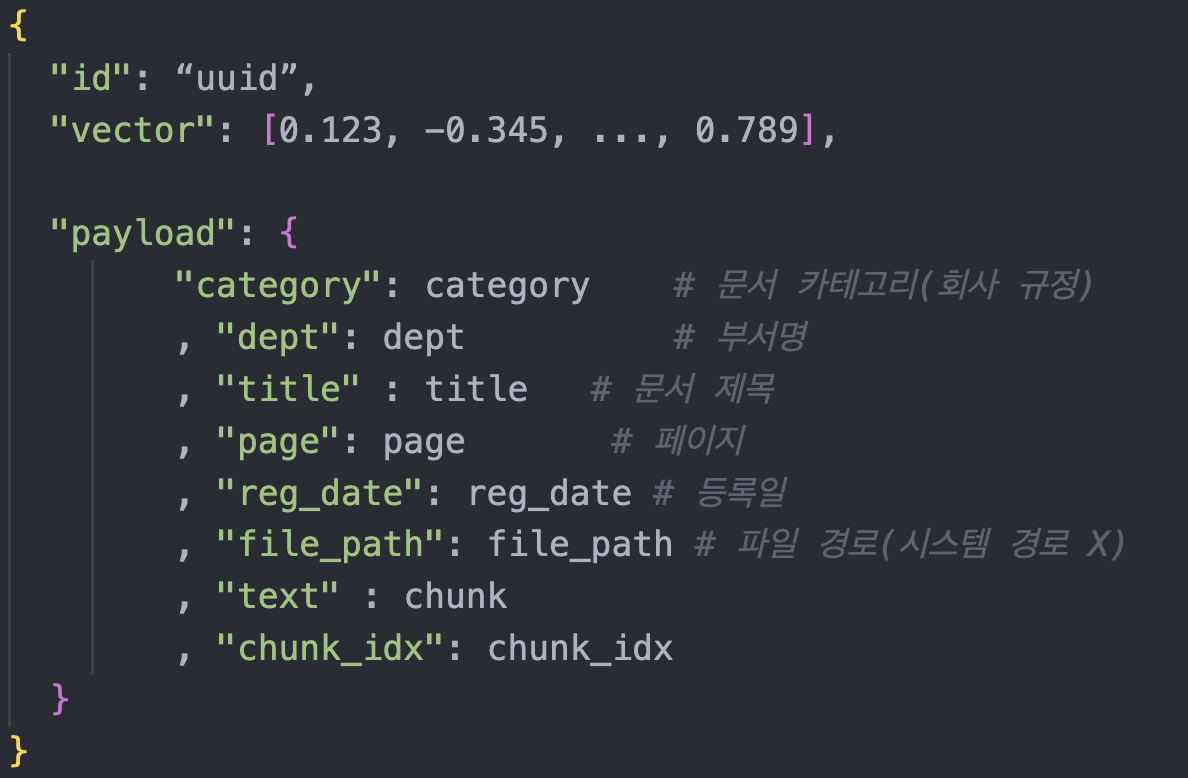 {
"id": “uuid”,
"vector": [0.123, -0.345, ..., 0.789],
"payload": {
"category": category # 문서 카테고리(회사 규정)
, "dept": dept # 부서명
, "title" : title # 문서 제목
, "page": page # 페이지
, "reg_date": reg_date # 등록일
, "file_path": file_path # 파일 경로(시스템 경로 X)
, "text" : chunk
, "chunk_idx": chunk_idx
}
}